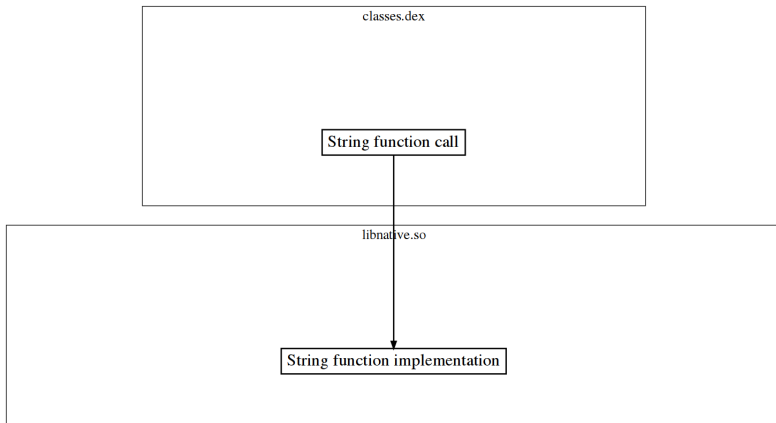 classes.dex
String function call
libnative.so
String function implementation